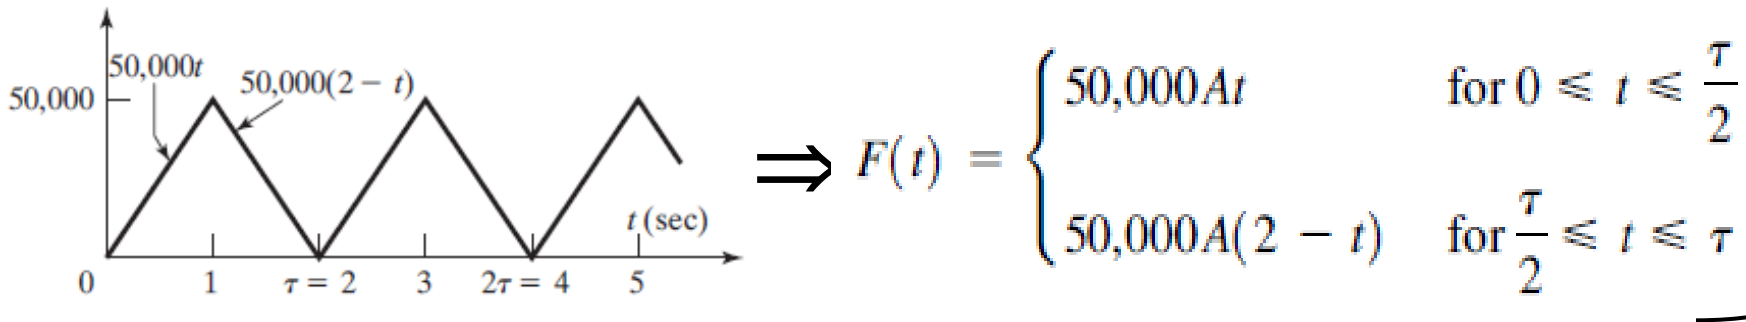 50,000t
50,000(2 − t)
50,000
t (sec)
0 1 τ = 2 3 2τ = 4 5
⇒ F(t) = { 50,000At for 0 ⩽ t ⩽ τ/2
50,000A(2 − t) for τ/2 ⩽ t ⩽ τ